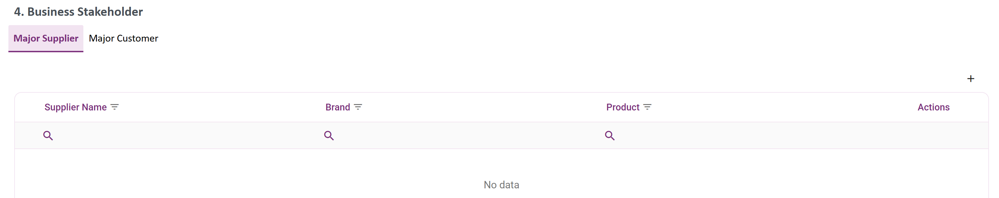 4. Business Stakeholder
Major Supplier Major Customer
+
Supplier Name Brand Product Actions
No data